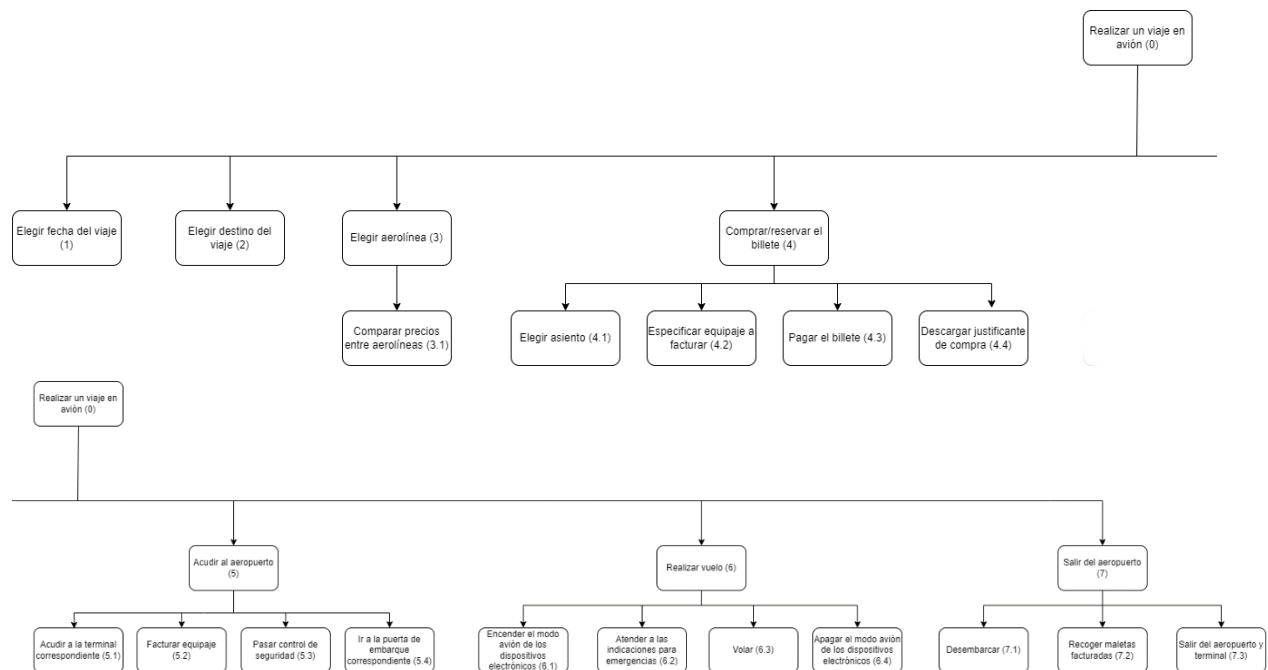 Realizar un viaje en
avión (0)
Elegir fecha del viaje
(1)
Elegir destino del
viaje (2)
Elegir aerolínea (3)
Comprar/reservar el
billete (4)
Comparar precios
entre aerolíneas (3.1)
Elegir asiento (4.1)
Especificar equipaje a
facturar (4.2)
Pagar el billete (4.3)
Descargar justificante
de compra (4.4)
Realizar un viaje en
avión (0)
Acudir al aeropuerto
(5)
Realizar vuelo (6)
Salir del aeropuerto
(7)
Acudir a la terminal
correspondiente (5.1)
Facturar equipaje
(5.2)
Pasar control de
seguridad (5.3)
Ir a la puerta de
embarque
correspondiente (5.4)
Encender el modo
avión de los
dispositivos
electrónicos (6.1)
Atender a las
indicaciones para
emergencias (6.2)
Volar (6.3)
Apagar el modo avión
de los dispositivos
electrónicos (6.4)
Desembarcar (7.1)
Recoger maletas
facturadas (7.2)
Salir del aeropuerto y
terminal (7.3)